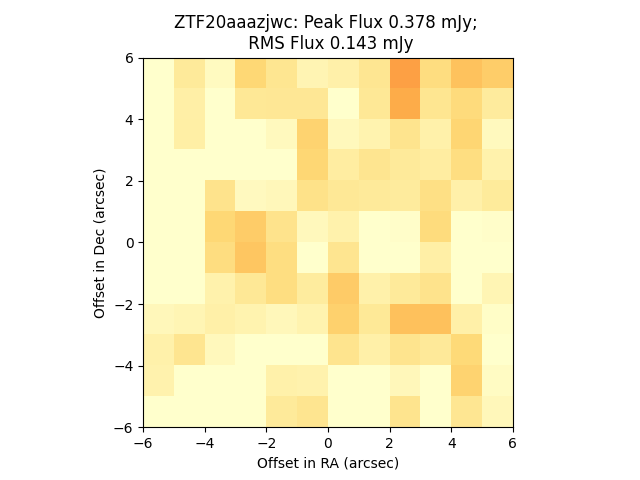 ZTF20aaazjwc: Peak Flux 0.378 mJy;
RMS Flux 0.143 mJy
6
4
2
0
−2
−4
−6
Offset in Dec (arcsec)
−6 −4 −2 0 2 4 6
Offset in RA (arcsec)